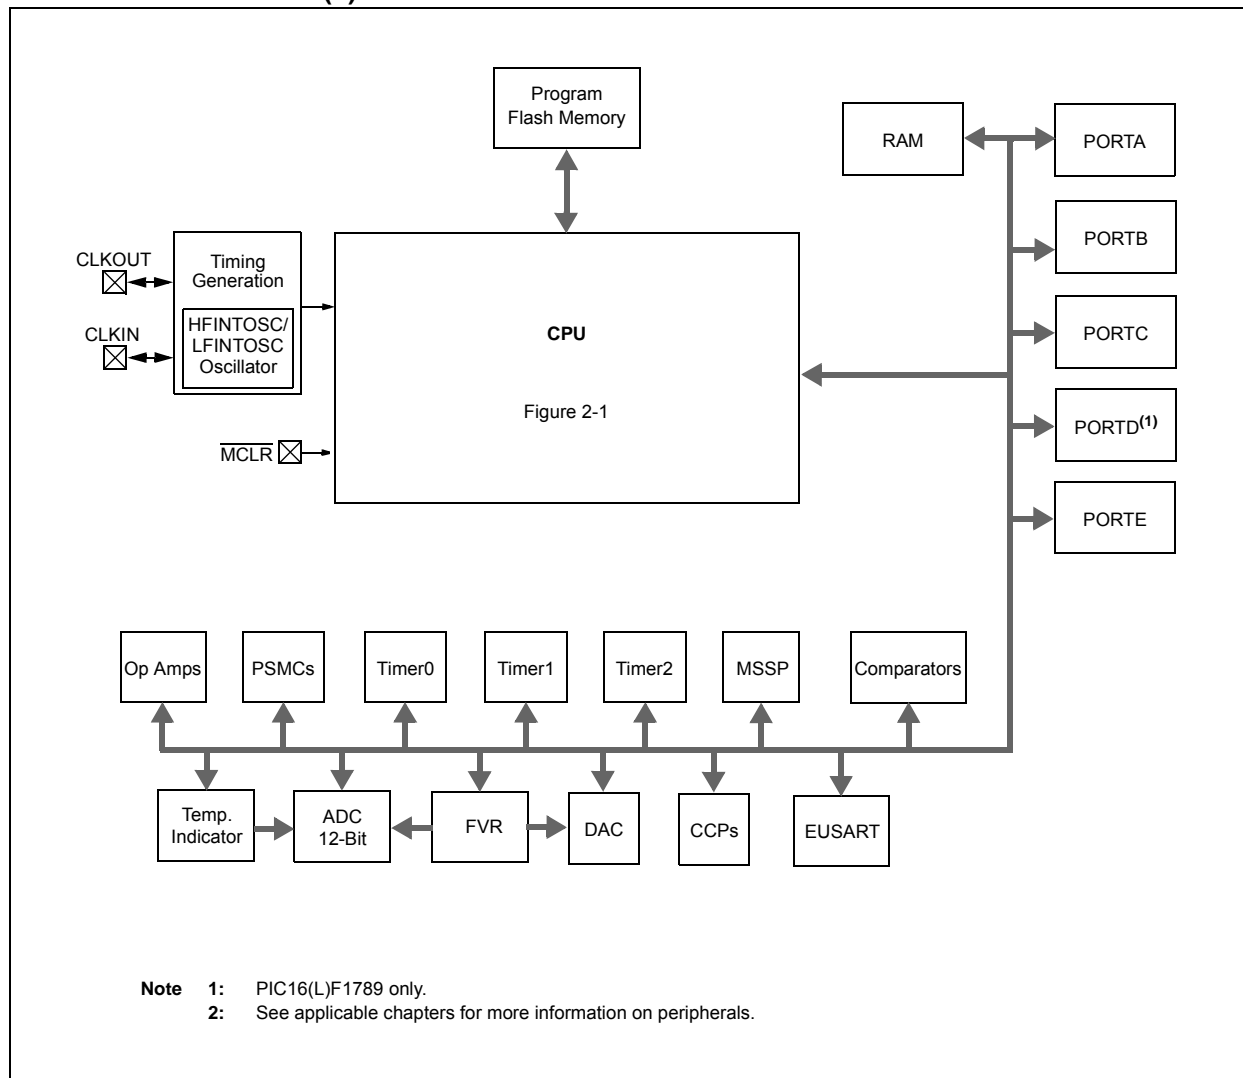 Program
Flash Memory
RAM
PORTA
PORTB
PORTC
PORTD(1)
PORTE
CLKOUT
CLKIN
Timing
Generation
HFINTOSC/
LFINTOSC
Oscillator
MCLR
CPU
Figure 2-1
Op Amps
PSMCs
Timer0
Timer1
Timer2
MSSP
Comparators
Temp.
Indicator
ADC
12-Bit
FVR
DAC
CCPs
EUSART
Note 1: PIC16(L)F1789 only.
2: See applicable chapters for more information on peripherals.